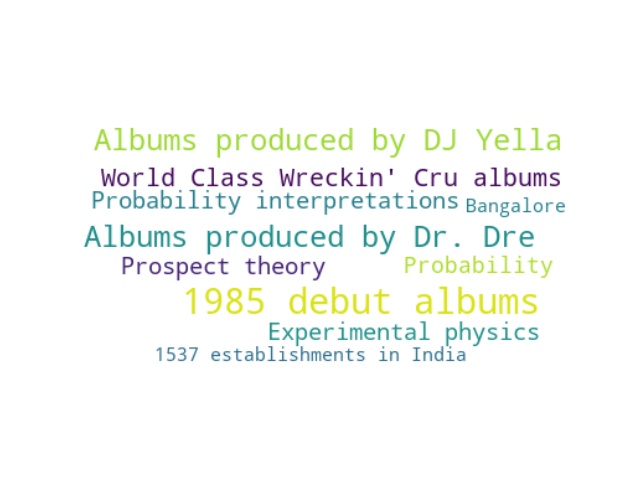 Albums produced by DJ Yella
World Class Wreckin' Cru albums
Probability interpretations
Bangalore
Albums produced by Dr. Dre
Prospect theory
Probability
1985 debut albums
Experimental physics
1537 establishments in India